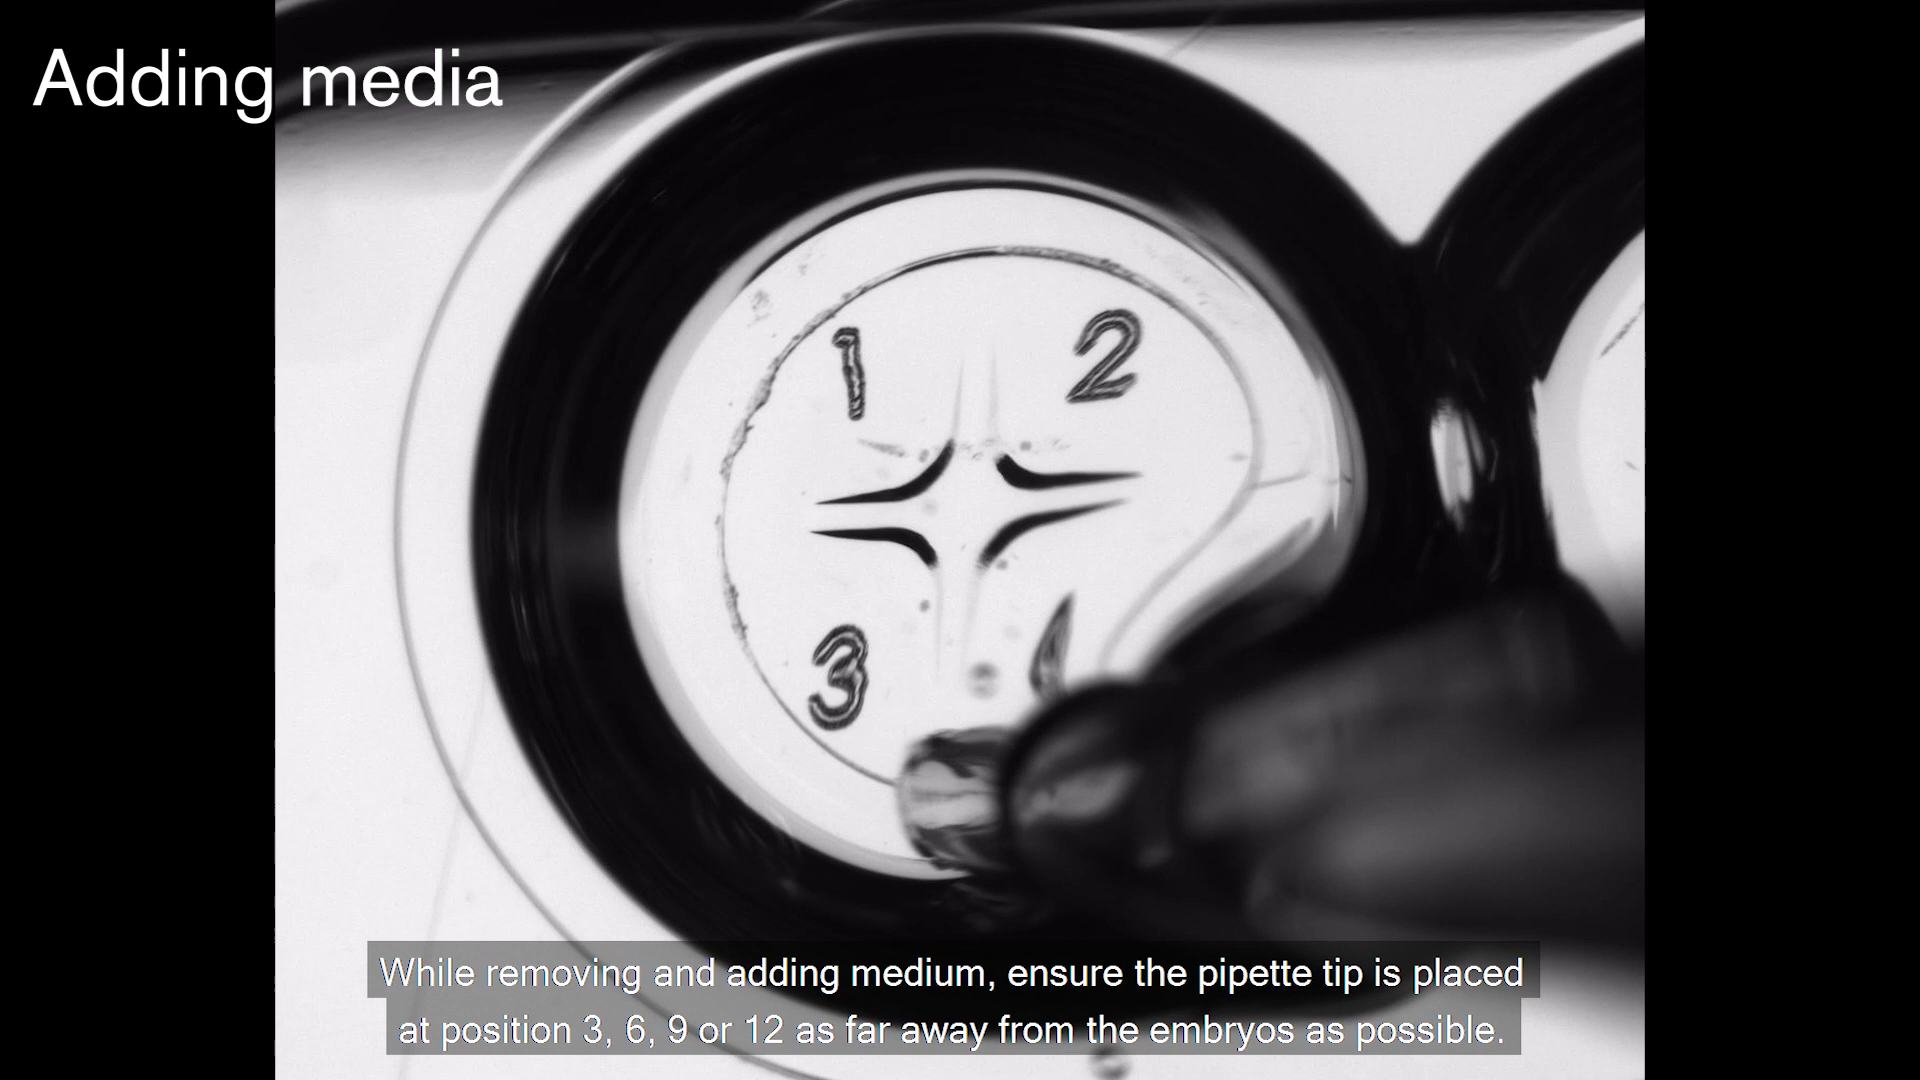 Adding media
1
2
3
While removing and adding medium, ensure the pipette tip is placed
at position 3, 6, 9 or 12 as far away from the embryos as possible.